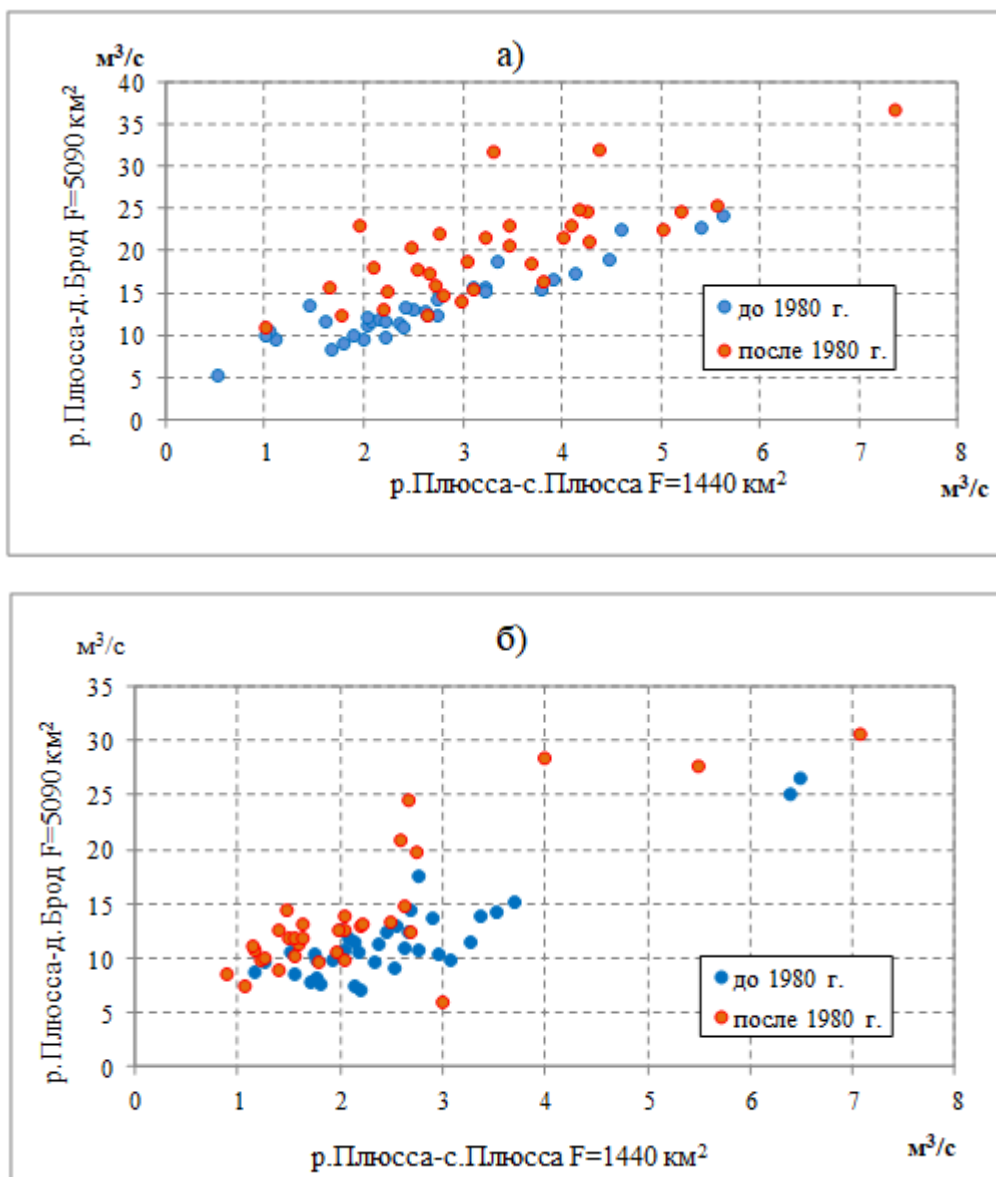 а)
м³/с
р.Плюсса-д.Брод F=5090 км²
40
35
30
25
20
15
10
5
0
до 1980 г.
после 1980 г.
0 1 2 3 4 5 6 7 8
р.Плюсса-с.Плюсса F=1440 км²
м³/с
б)
м³/с
р.Плюсса-д.Брод F=5090 км²
35
30
25
20
15
10
5
0
до 1980 г.
после 1980 г.
0 1 2 3 4 5 6 7 8
р.Плюсса-с.Плюсса F=1440 км²
м³/с